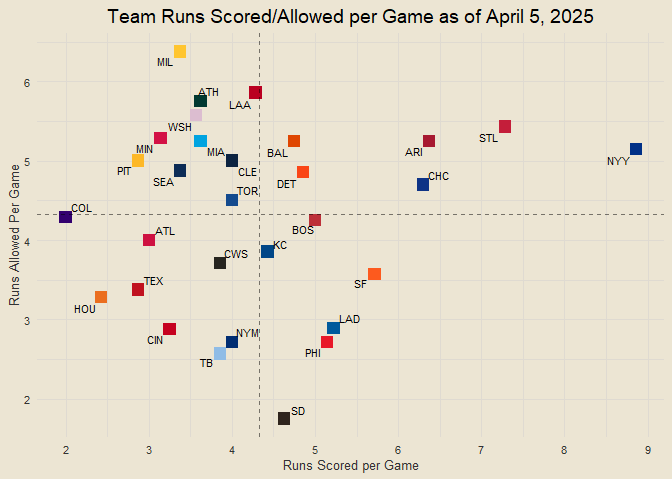 Team Runs Scored/Allowed per Game as of April 5, 2025
MIL
ATH
LAA
WSH
MIN
MIA
BAL
ARI
STL
NYY
PIT
SEA
CLE
DET
CHC
TOR
COL
BOS
ATL
KC
CWS
SF
TEX
HOU
LAD
CIN
NYM
PHI
TB
SD
Runs Allowed Per Game
6
5
4
3
2
2
3
4
5
6
7
8
9
Runs Scored per Game